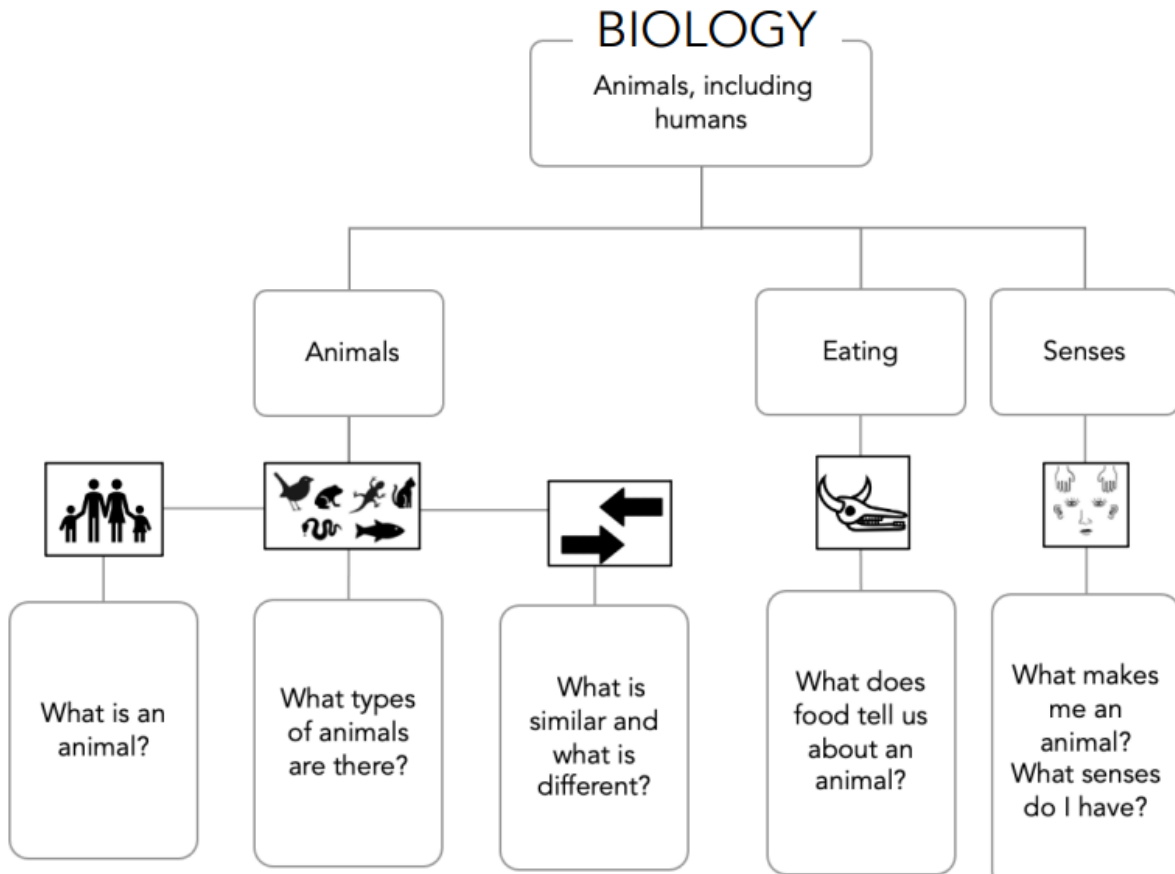 BIOLOGY
Animals, including
humans
Animals
Eating
Senses
What is an
animal?
What types
of animals
are there?
What is
similar and
what is
different?
What does
food tell us
about an
animal?
What makes
me an
animal?
What senses
do I have?